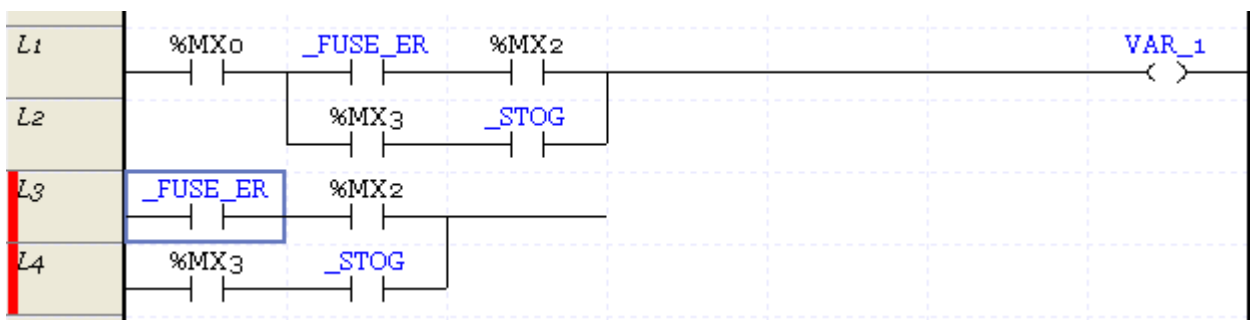 L1 %MX0 _FUSE_ER %MX2 VAR_1
L2 %MX3 _STOG
L3 _FUSE_ER %MX2
L4 %MX3 _STOG